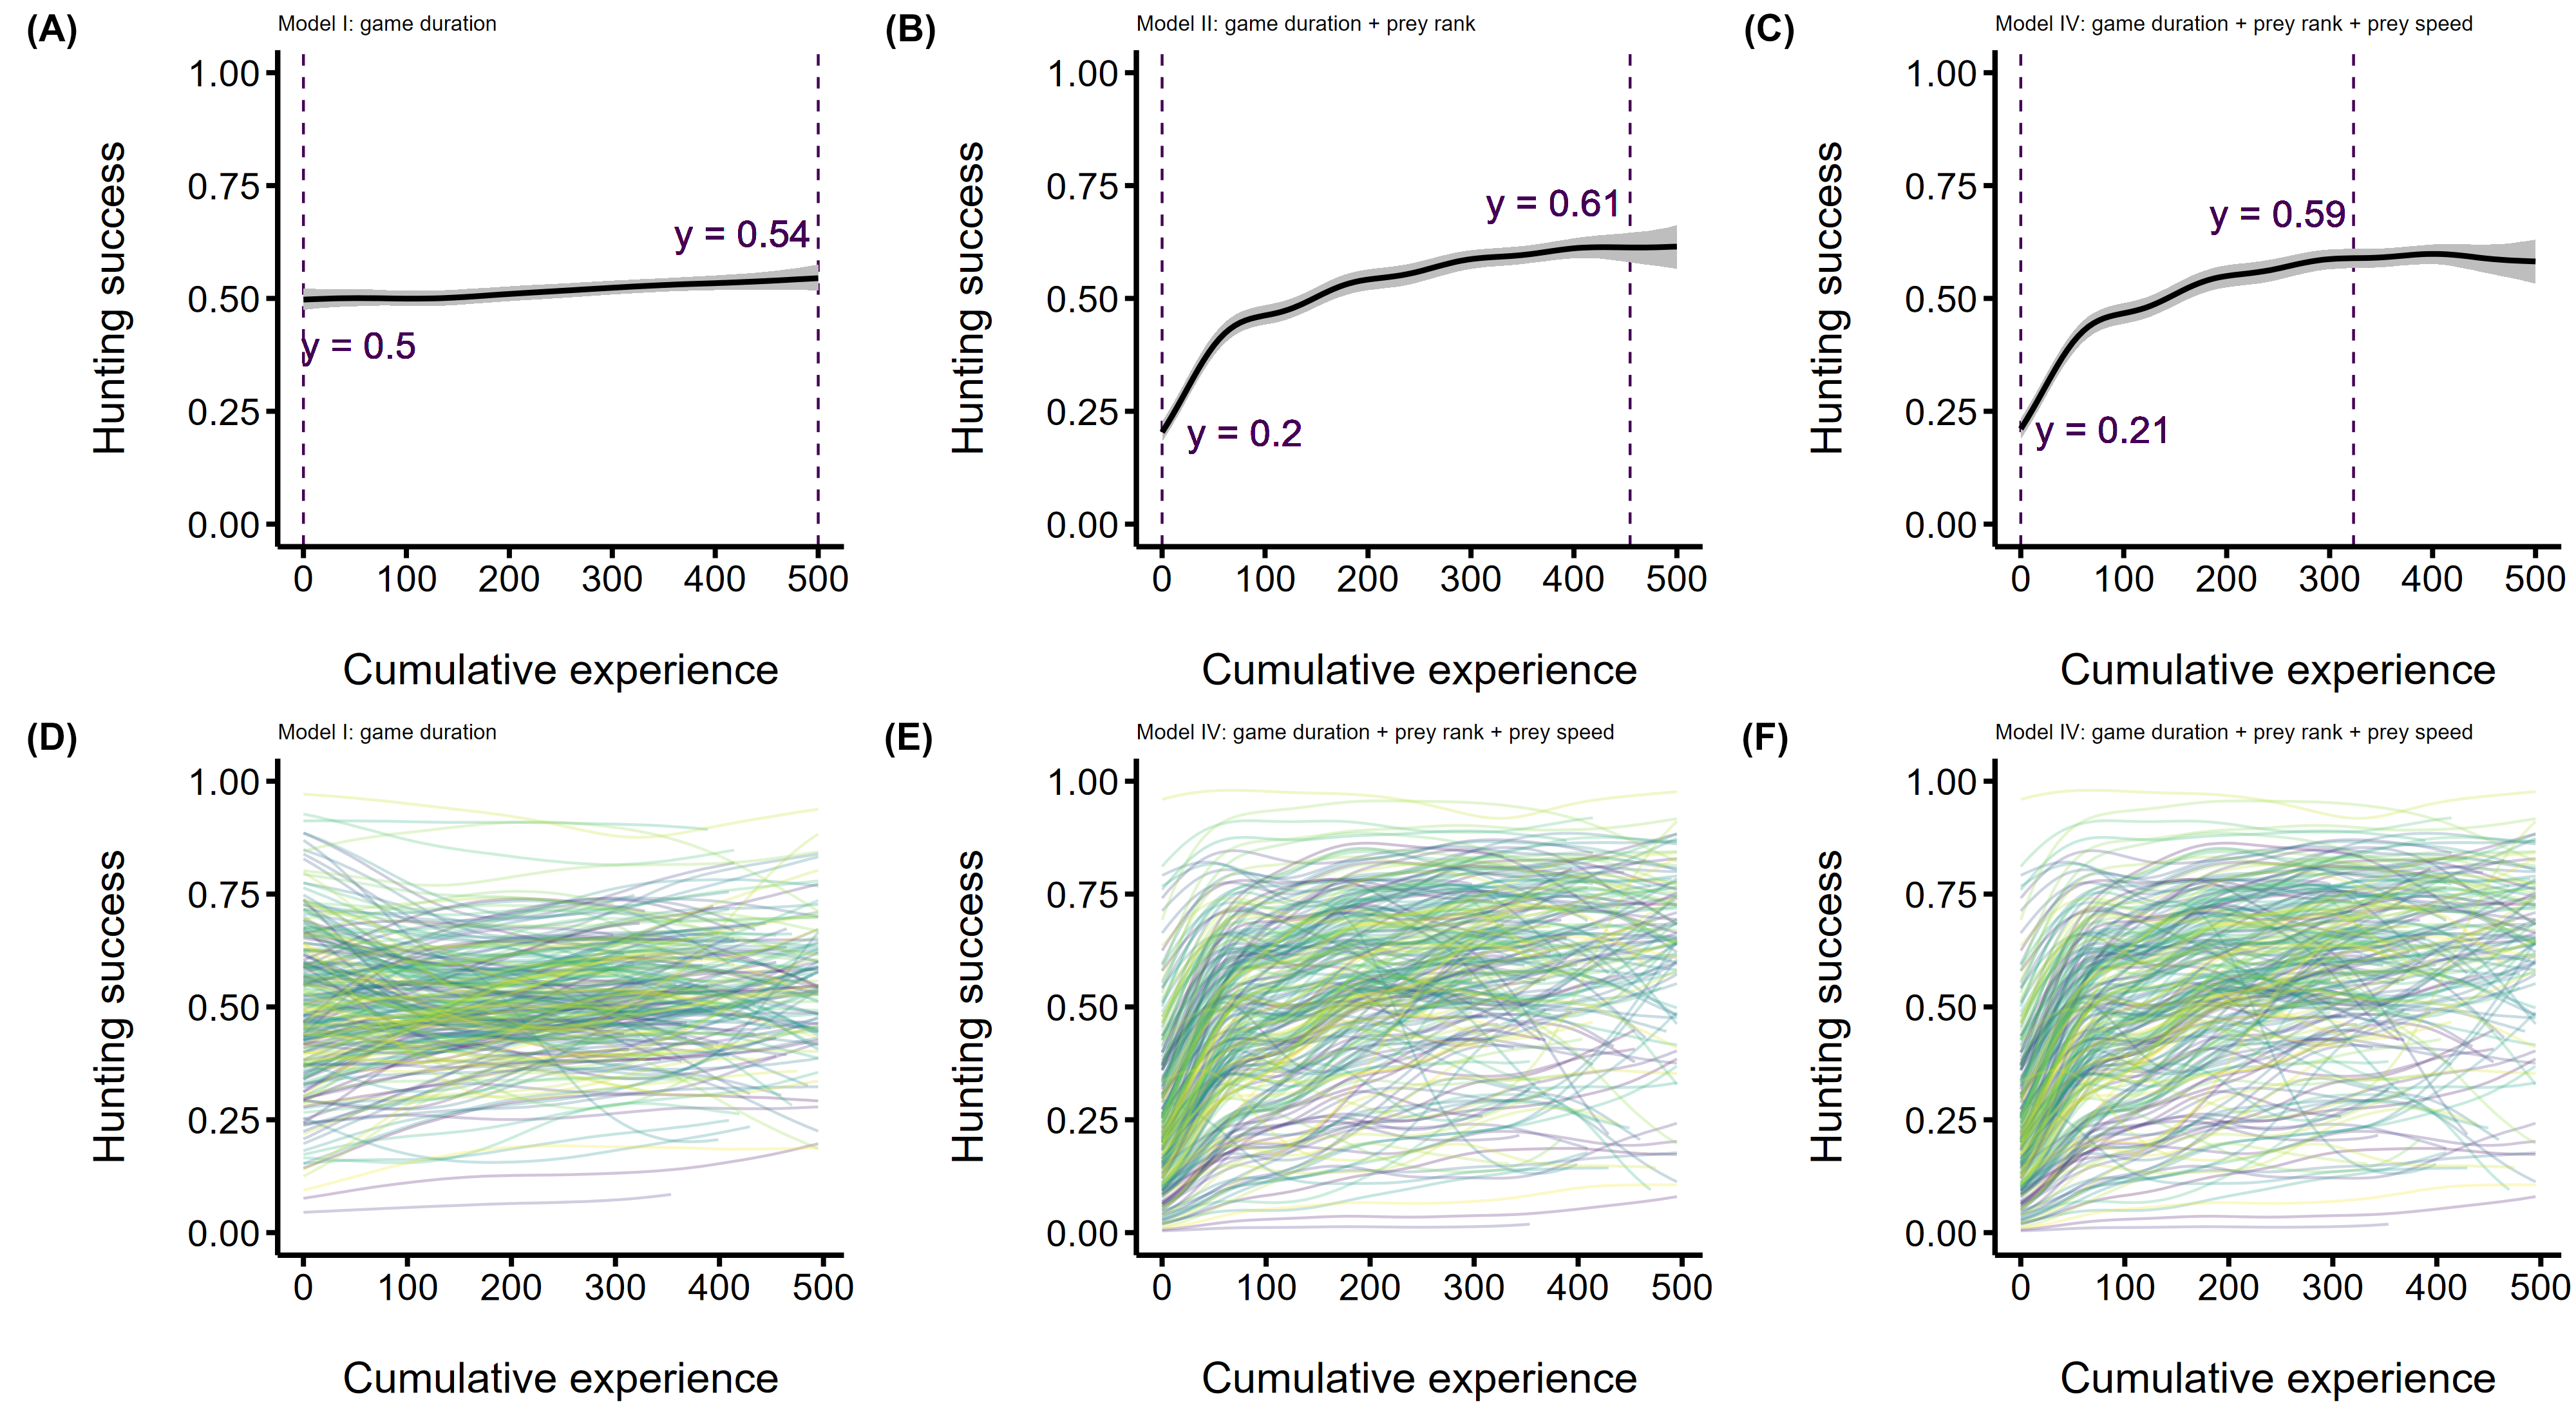 (A) Model I: game duration
1.00
0.75
0.50
0.25
0.00
Hunting success
y = 0.54
y = 0.5
0 100 200 300 400 500
Cumulative experience
(B) Model II: game duration + prey rank
1.00
0.75
0.50
0.25
0.00
Hunting success
y = 0.61
y = 0.2
0 100 200 300 400 500
Cumulative experience
(C) Model IV: game duration + prey rank + prey speed
1.00
0.75
0.50
0.25
0.00
Hunting success
y = 0.59
y = 0.21
0 100 200 300 400 500
Cumulative experience
(D) Model I: game duration
1.00
0.75
0.50
0.25
0.00
Hunting success
0 100 200 300 400 500
Cumulative experience
(E) Model IV: game duration + prey rank + prey speed
1.00
0.75
0.50
0.25
0.00
Hunting success
0 100 200 300 400 500
Cumulative experience
(F) Model IV: game duration + prey rank + prey speed
1.00
0.75
0.50
0.25
0.00
Hunting success
0 100 200 300 400 500
Cumulative experience